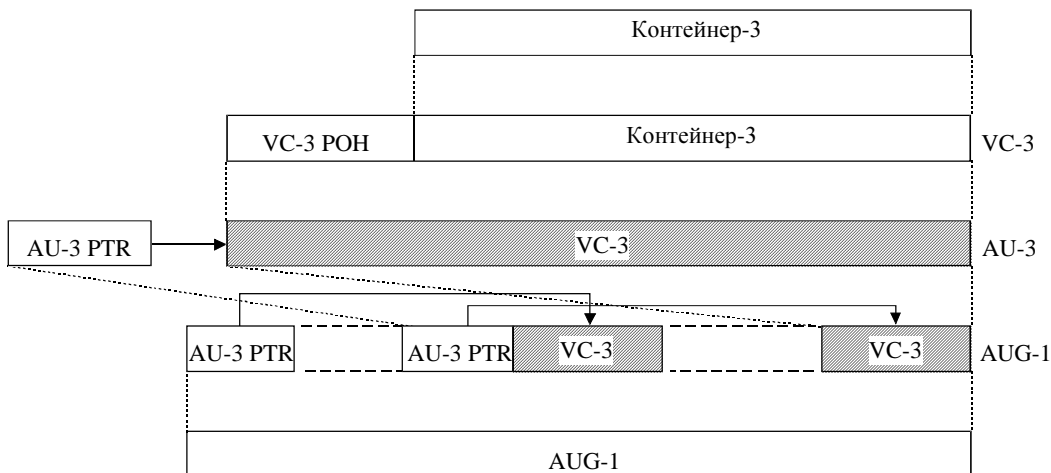 Контейнер-3
VC-3 POH Контейнер-3 VC-3
AU-3 PTR VC-3 AU-3
AU-3 PTR AU-3 PTR VC-3 VC-3 AUG-1
AUG-1